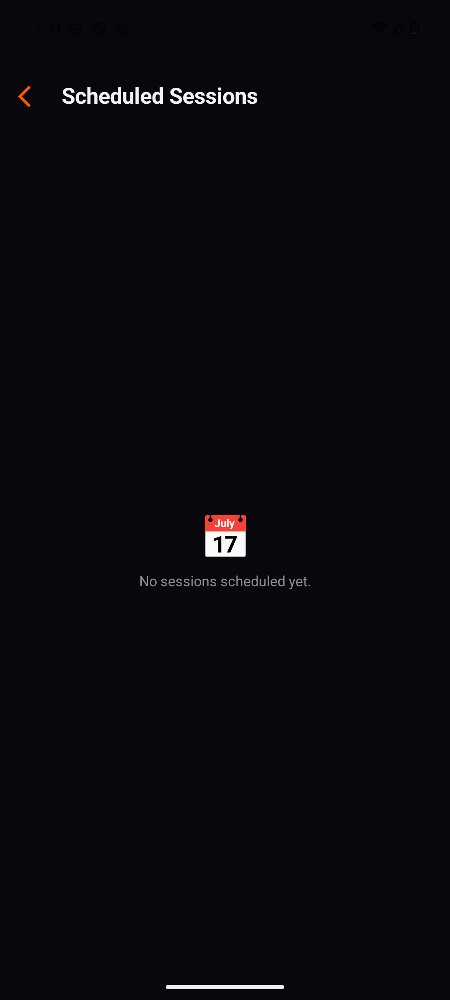 7:31
Scheduled Sessions
July
17
No sessions scheduled yet.